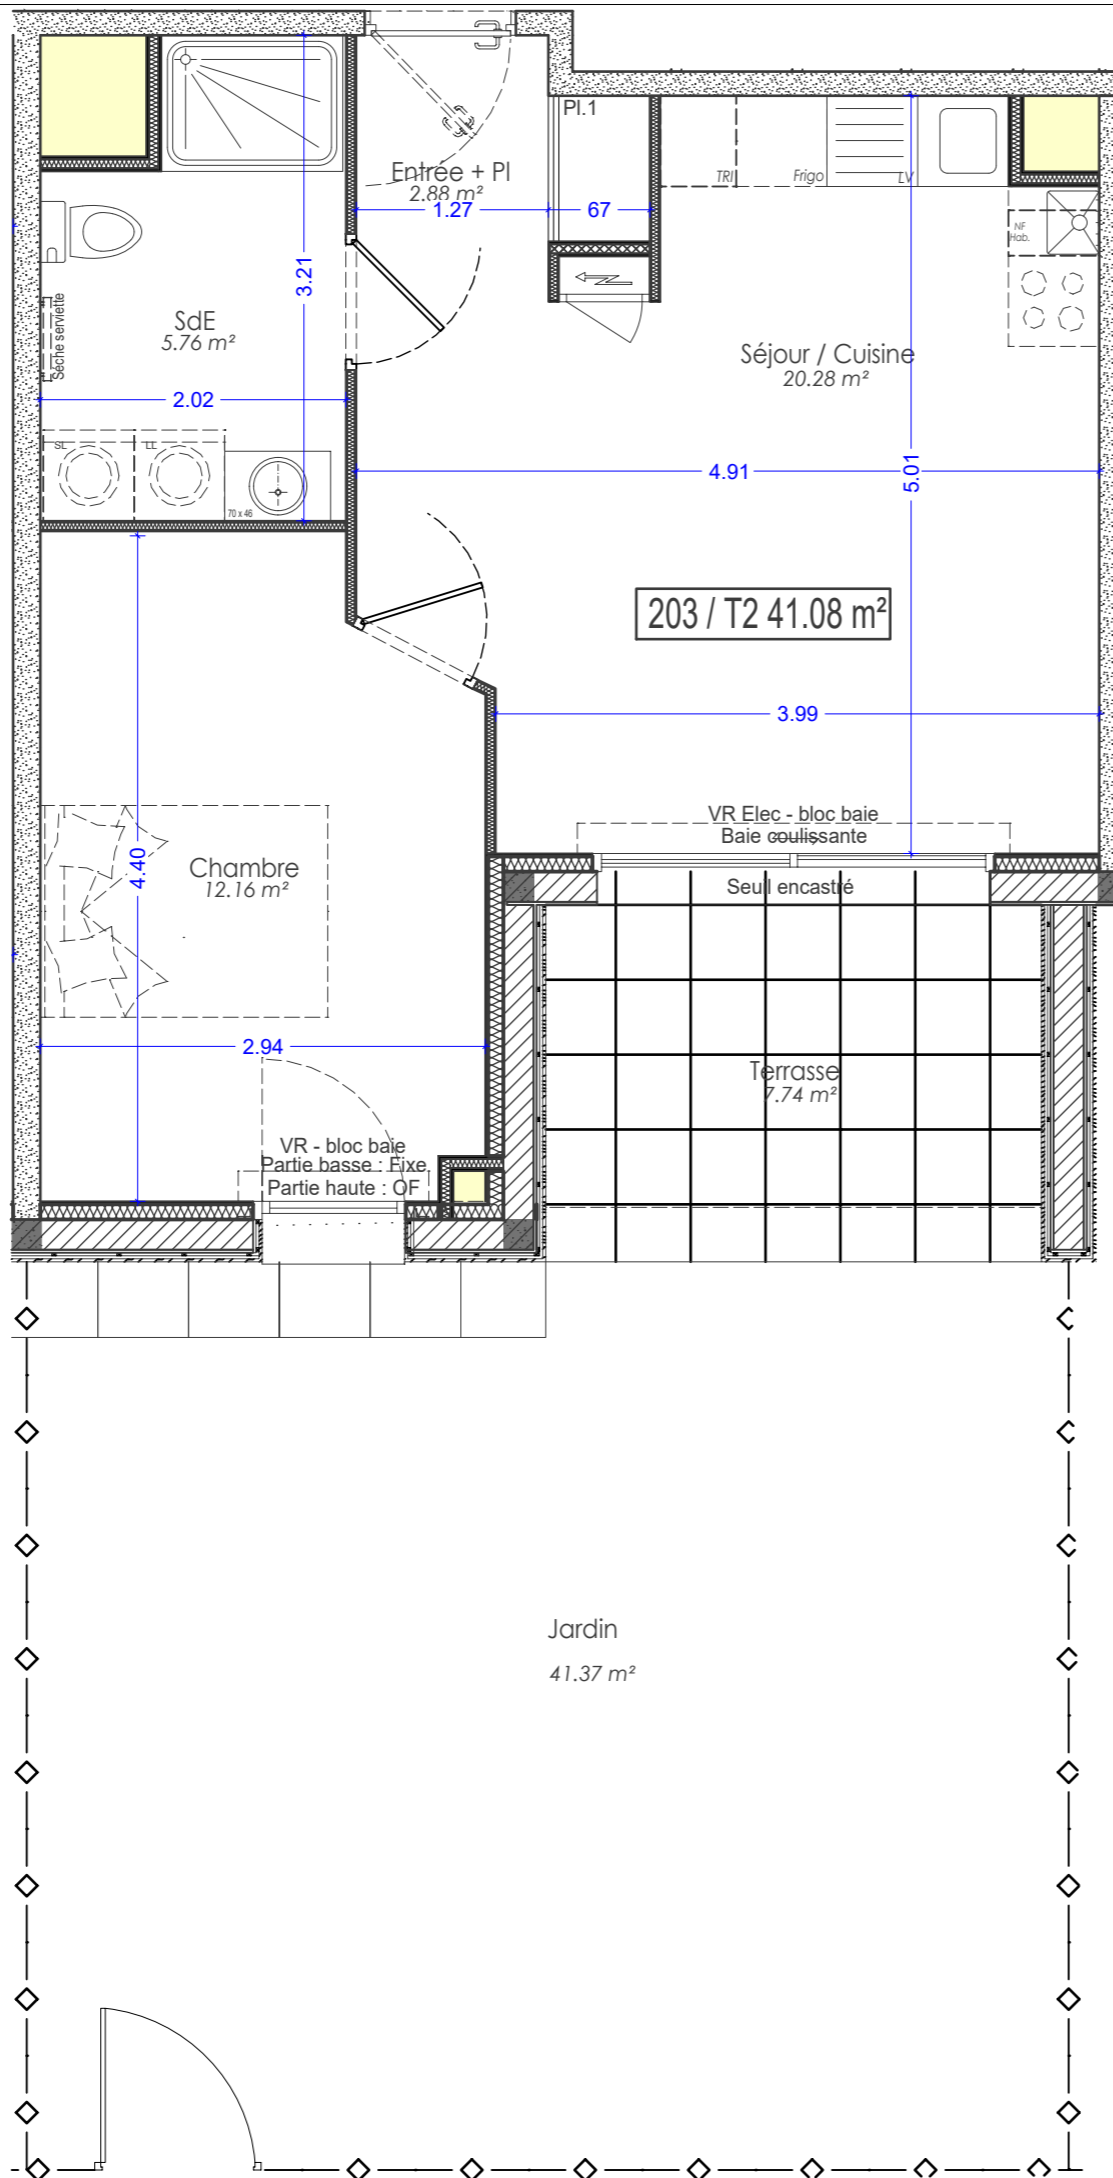 Pl.1
Entrée + Pl
2.88 m²
1.27
67
TRI
Frigo
LV
NF
Hab.
3.21
Sèche serviette
SdE
5.76 m²
2.02
Séjour / Cuisine
20.28 m²
SL
LL
70 x 46
4.91
5.01
203 / T2 41.08 m²
3.99
VR Elec - bloc baie
Baie coulissante
Seuil encastré
Chambre
12.16 m²
4.40
2.94
Terrasse
7.74 m²
VR - bloc baie
Partie basse : Fixe
Partie haute : OF
Jardin
41.37 m²